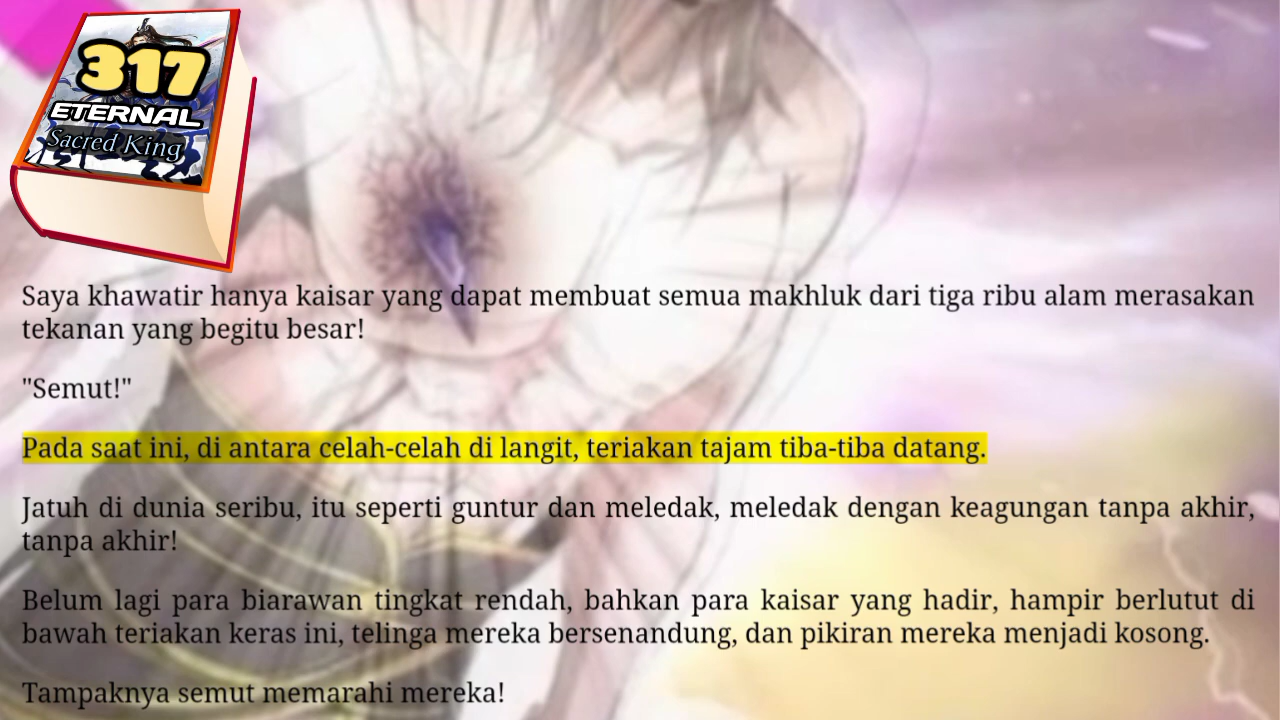 317
ETERNAL
Sacred King
Saya khawatir hanya kaisar yang dapat membuat semua makhluk dari tiga ribu alam merasakan
tekanan yang begitu besar!
"Semut!"
Pada saat ini, di antara celah-celah di langit, teriakan tajam tiba-tiba datang.
Jatuh di dunia seribu, itu seperti guntur dan meledak, meledak dengan keagungan tanpa akhir,
tanpa akhir!
Belum lagi para biarawan tingkat rendah, bahkan para kaisar yang hadir, hampir berlutut di
bawah teriakan keras ini, telinga mereka bersenandung, dan pikiran mereka menjadi kosong.
Tampaknya semut memarahi mereka!